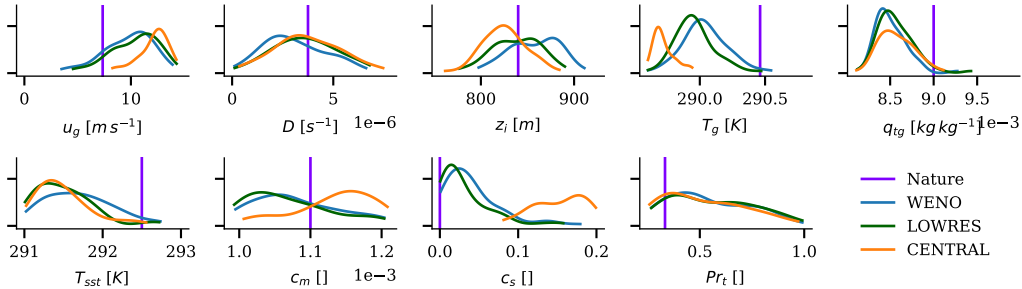 0 10
u_g [m s⁻¹]
0 5
1e−6
D [s⁻¹]
800 900
z_i [m]
290.0 290.5
T_g [K]
8.5 9.0 9.5
1e−3
q_tg [kg kg⁻¹]
291 292 293
T_sst [K]
1.0 1.1 1.2
1e−3
c_m []
0.0 0.1 0.2
c_s []
0.5 1.0
Pr_t []
Nature
WENO
LOWRES
CENTRAL